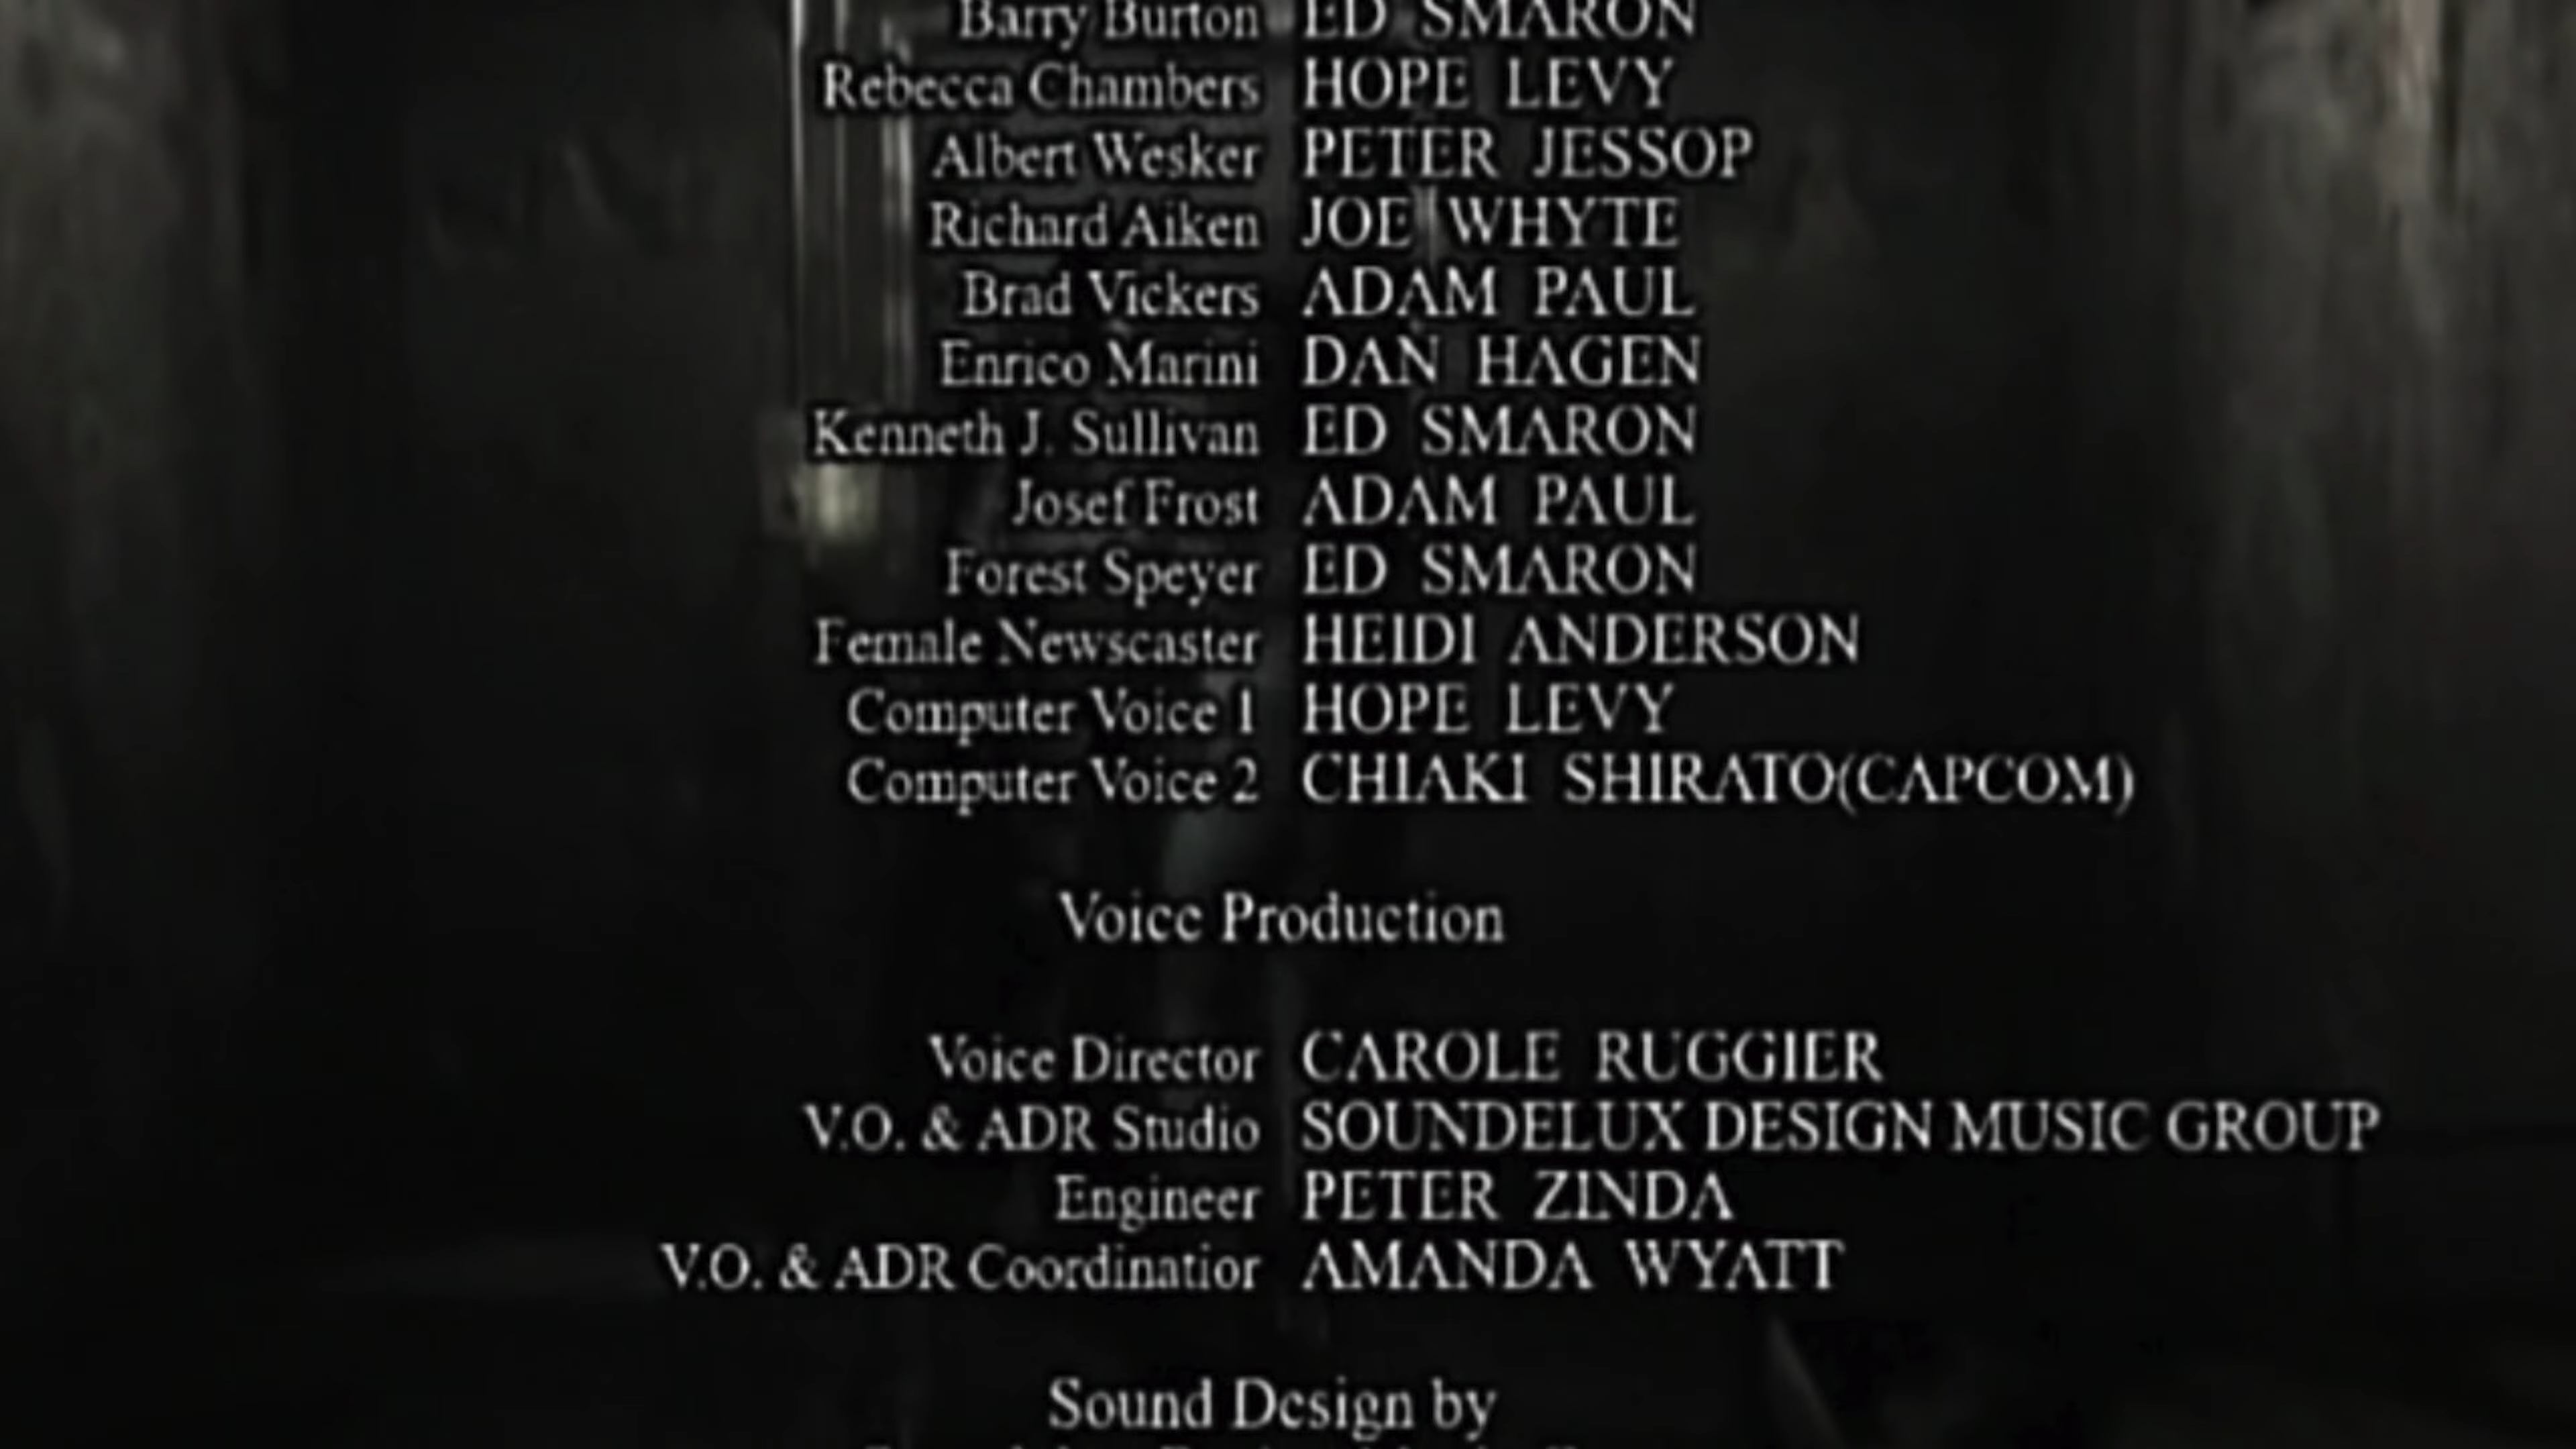 Barry Burton ED SMARON
Rebecca Chambers HOPE LEVY
Albert Wesker PETER JESSOP
Richard Aiken JOE WHYTE
Brad Vickers ADAM PAUL
Enrico Marini DAN HAGEN
Kenneth J. Sullivan ED SMARON
Josef Frost ADAM PAUL
Forest Speyer ED SMARON
Female Newscaster HEIDI ANDERSON
Computer Voice 1 HOPE LEVY
Computer Voice 2 CHIAKI SHIRATO(CAPCOM)
Voice Production
Voice Director CAROLE RUGGIER
V.O. & ADR Studio SOUNDELUX DESIGN MUSIC GROUP
Engineer PETER ZINDA
V.O. & ADR Coordinatior AMANDA WYATT
Sound Design by